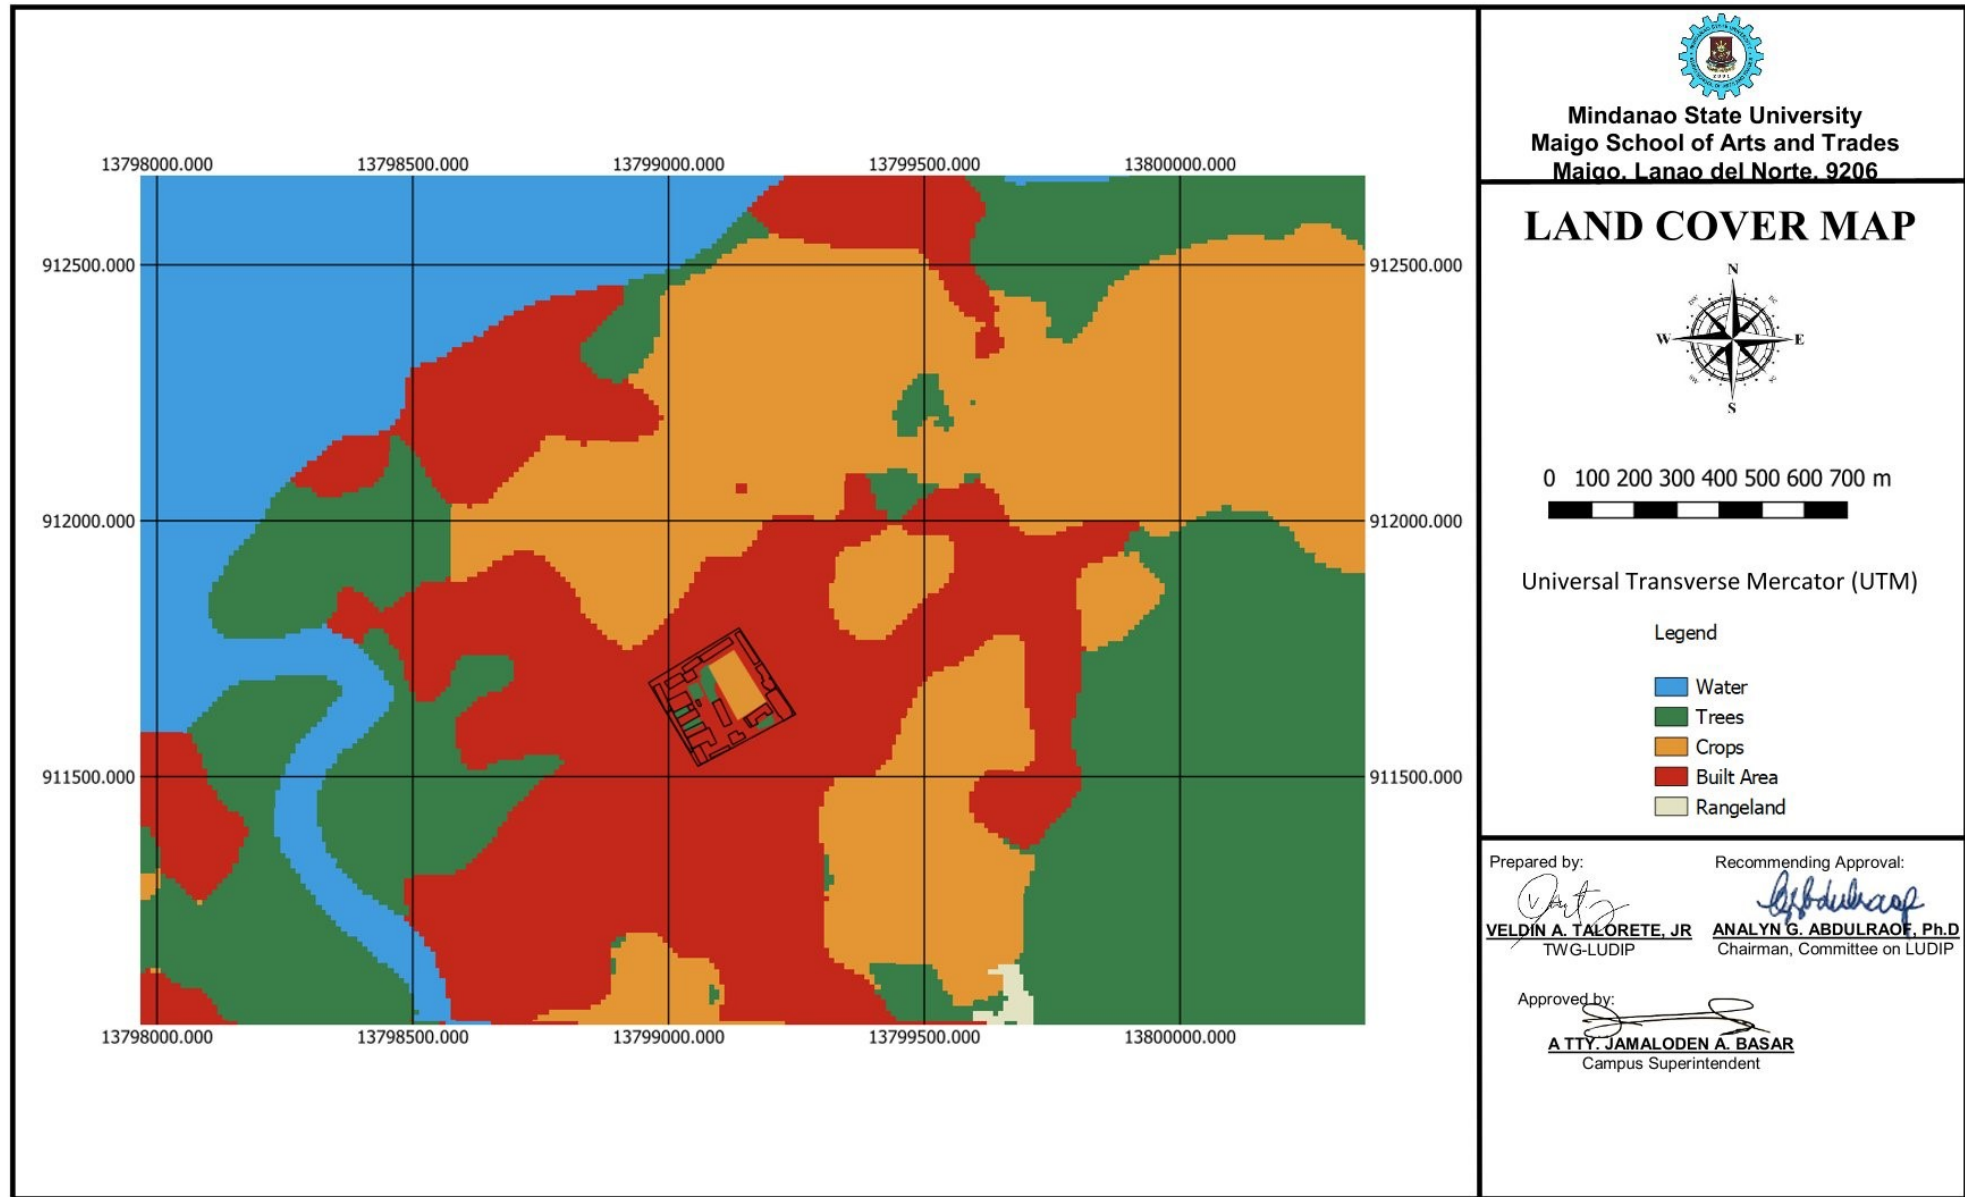 13798000.000 13798500.000 13799000.000 13799500.000 13800000.000
912500.000 912500.000
912000.000 912000.000
911500.000 911500.000
13798000.000 13798500.000 13799000.000 13799500.000 13800000.000
Mindanao State University
Maigo School of Arts and Trades
Maigo, Lanao del Norte, 9206
LAND COVER MAP
N
W E
S
0 100 200 300 400 500 600 700 m
Universal Transverse Mercator (UTM)
Legend
Water
Trees
Crops
Built Area
Rangeland
Prepared by:
VELDIN A. TALORETE, JR
TWG-LUDIP
Recommending Approval:
ANALYN G. ABDULRAOF, Ph.D
Chairman, Committee on LUDIP
Approved by:
A TTY. JAMALODEN A. BASAR
Campus Superintendent